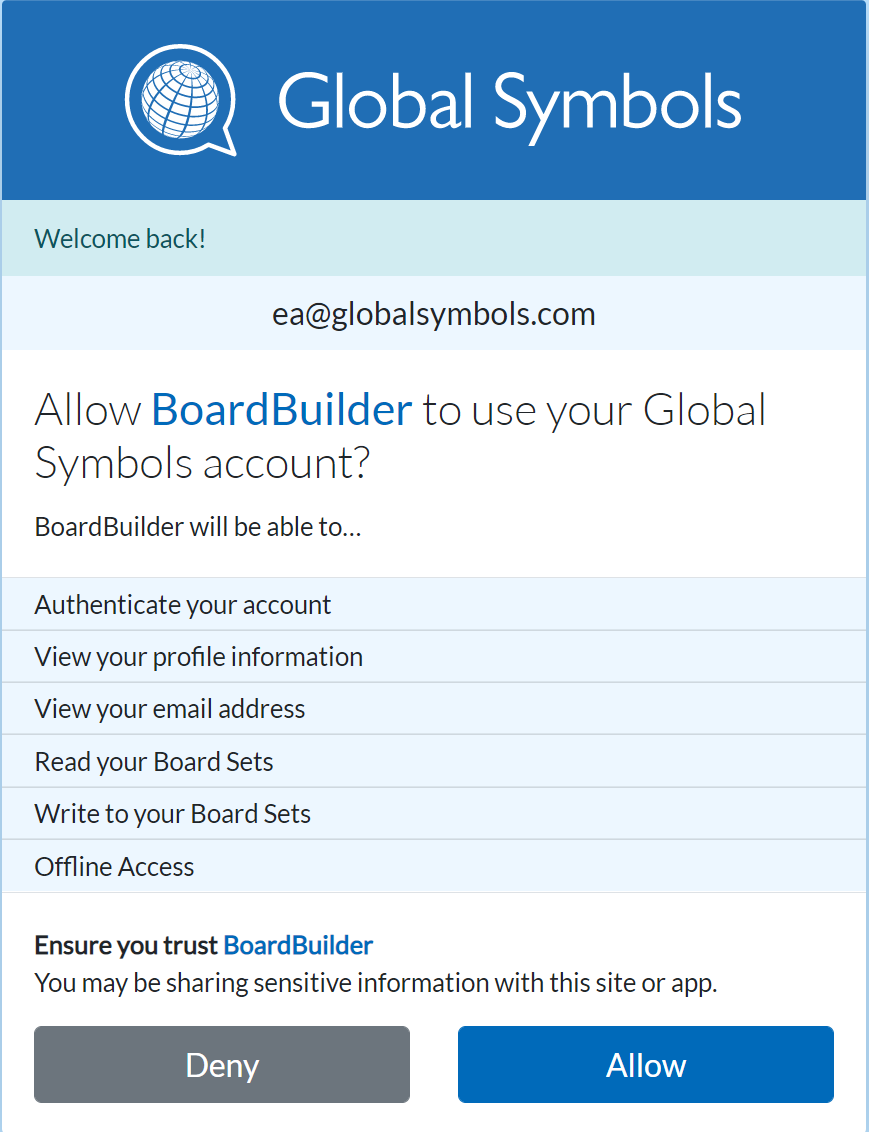 Global Symbols
Welcome back!
ea@globalsymbols.com
Allow BoardBuilder to use your Global
Symbols account?
BoardBuilder will be able to...
Authenticate your account
View your profile information
View your email address
Read your Board Sets
Write to your Board Sets
Offline Access
Ensure you trust BoardBuilder
You may be sharing sensitive information with this site or app.
Deny
Allow